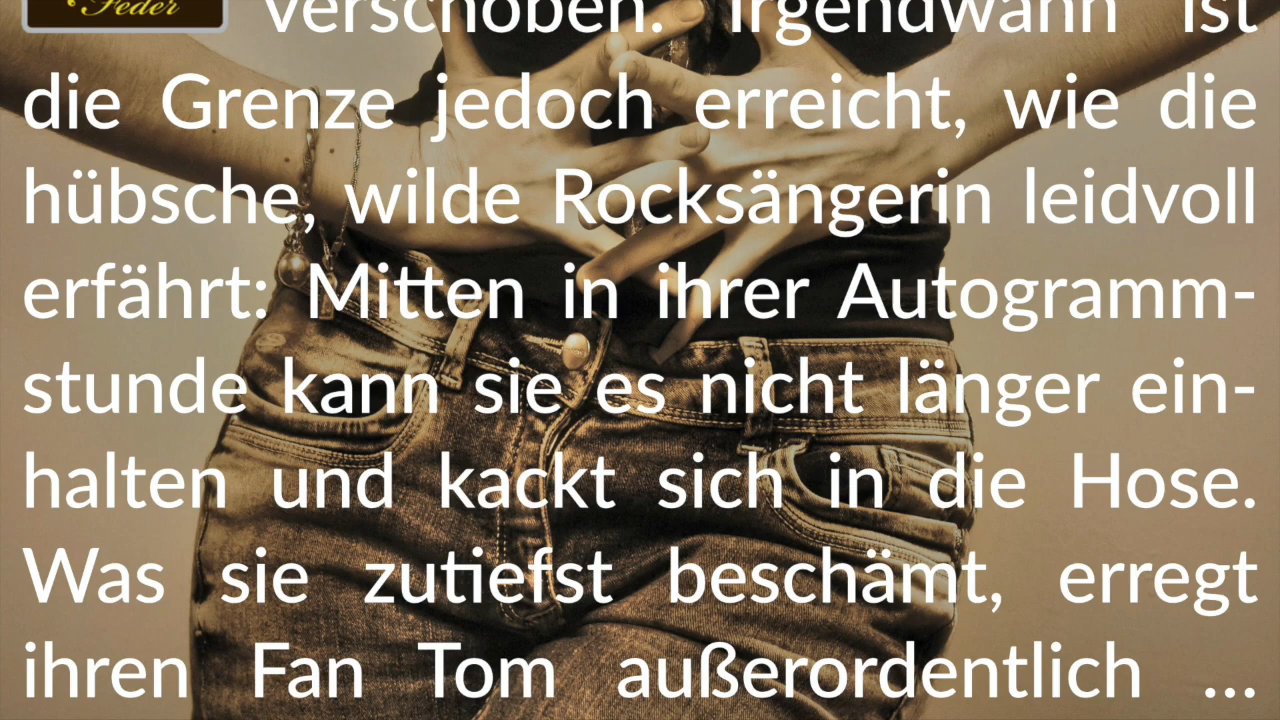 Feder
verschoben. Irgendwann ist
die Grenze jedoch erreicht, wie die
hübsche, wilde Rocksängerin leidvoll
erfährt: Mitten in ihrer Autogramm-
stunde kann sie es nicht länger ein-
halten und kackt sich in die Hose.
Was sie zutiefst beschämt, erregt
ihren Fan Tom außerordentlich ...